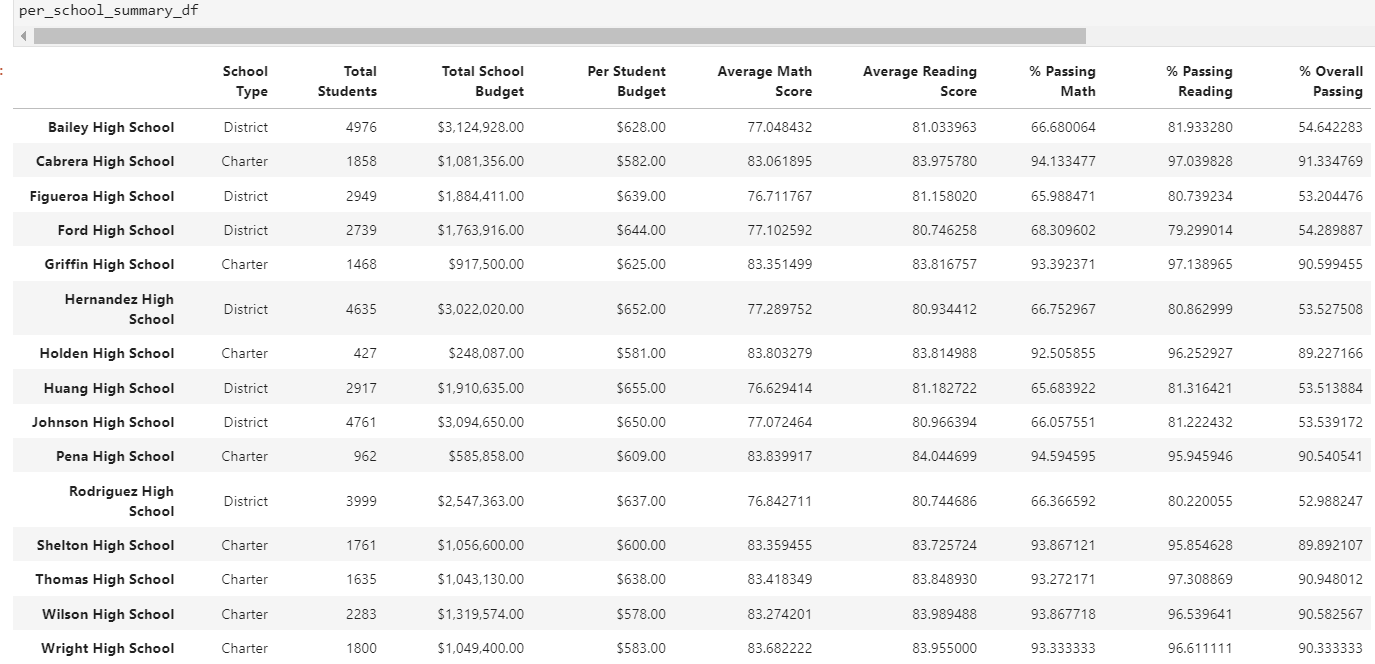 per_school_summary_df
:
School Type Total Students Total School Budget Per Student Budget Average Math Score Average Reading Score % Passing Math % Passing Reading % Overall Passing
Bailey High School District 4976 $3,124,928.00 $628.00 77.048432 81.033963 66.680064 81.933280 54.642283
Cabrera High School Charter 1858 $1,081,356.00 $582.00 83.061895 83.975780 94.133477 97.039828 91.334769
Figueroa High School District 2949 $1,884,411.00 $639.00 76.711767 81.158020 65.988471 80.739234 53.204476
Ford High School District 2739 $1,763,916.00 $644.00 77.102592 80.746258 68.309602 79.299014 54.289887
Griffin High School Charter 1468 $917,500.00 $625.00 83.351499 83.816757 93.392371 97.138965 90.599455
Hernandez High School District 4635 $3,022,020.00 $652.00 77.289752 80.934412 66.752967 80.862999 53.527508
Holden High School Charter 427 $248,087.00 $581.00 83.803279 83.814988 92.505855 96.252927 89.227166
Huang High School District 2917 $1,910,635.00 $655.00 76.629414 81.182722 65.683922 81.316421 53.513884
Johnson High School District 4761 $3,094,650.00 $650.00 77.072464 80.966394 66.057551 81.222432 53.539172
Pena High School Charter 962 $585,858.00 $609.00 83.839917 84.044699 94.594595 95.945946 90.540541
Rodriguez High School District 3999 $2,547,363.00 $637.00 76.842711 80.744686 66.366592 80.220055 52.988247
Shelton High School Charter 1761 $1,056,600.00 $600.00 83.359455 83.725724 93.867121 95.854628 89.892107
Thomas High School Charter 1635 $1,043,130.00 $638.00 83.418349 83.848930 93.272171 97.308869 90.948012
Wilson High School Charter 2283 $1,319,574.00 $578.00 83.274201 83.989488 93.867718 96.539641 90.582567
Wright High School Charter 1800 $1,049,400.00 $583.00 83.682222 83.955000 93.333333 96.611111 90.333333